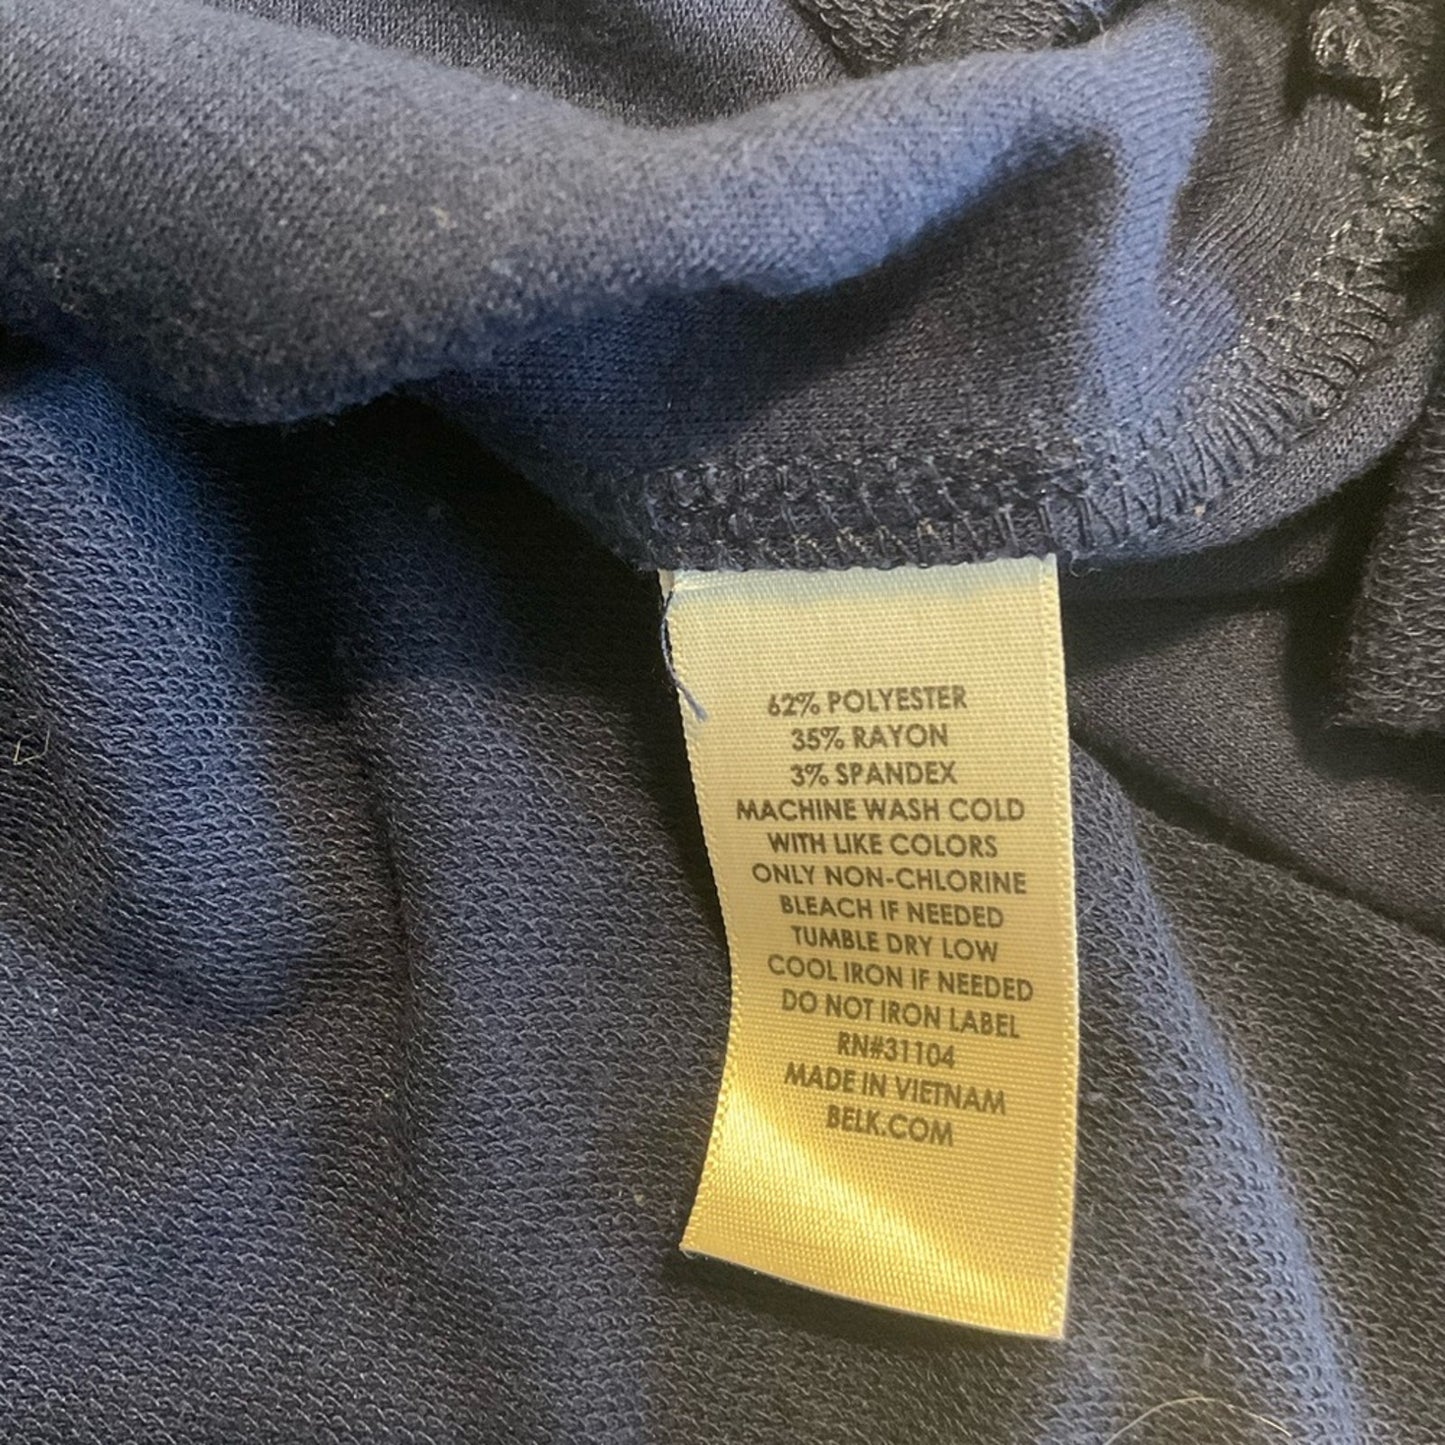 62% POLYESTER
35% RAYON
3% SPANDEX
MACHINE WASH COLD
WITH LIKE COLORS
ONLY NON-CHLORINE
BLEACH IF NEEDED
TUMBLE DRY LOW
COOL IRON IF NEEDED
DO NOT IRON LABEL
RN#31104
MADE IN VIETNAM
BELK.COM